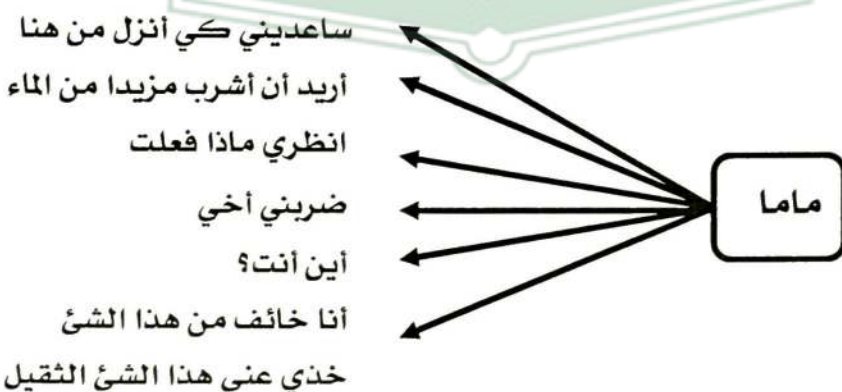 ساعديني كي أنزل من هنا
أريد أن أشرب مزيدا من الماء
انظري ماذا فعلت
ضربني أخي
أين أنت؟
أنا خائف من هذا الشئ
خذي عني هذا الشئ الثقيل
ماما